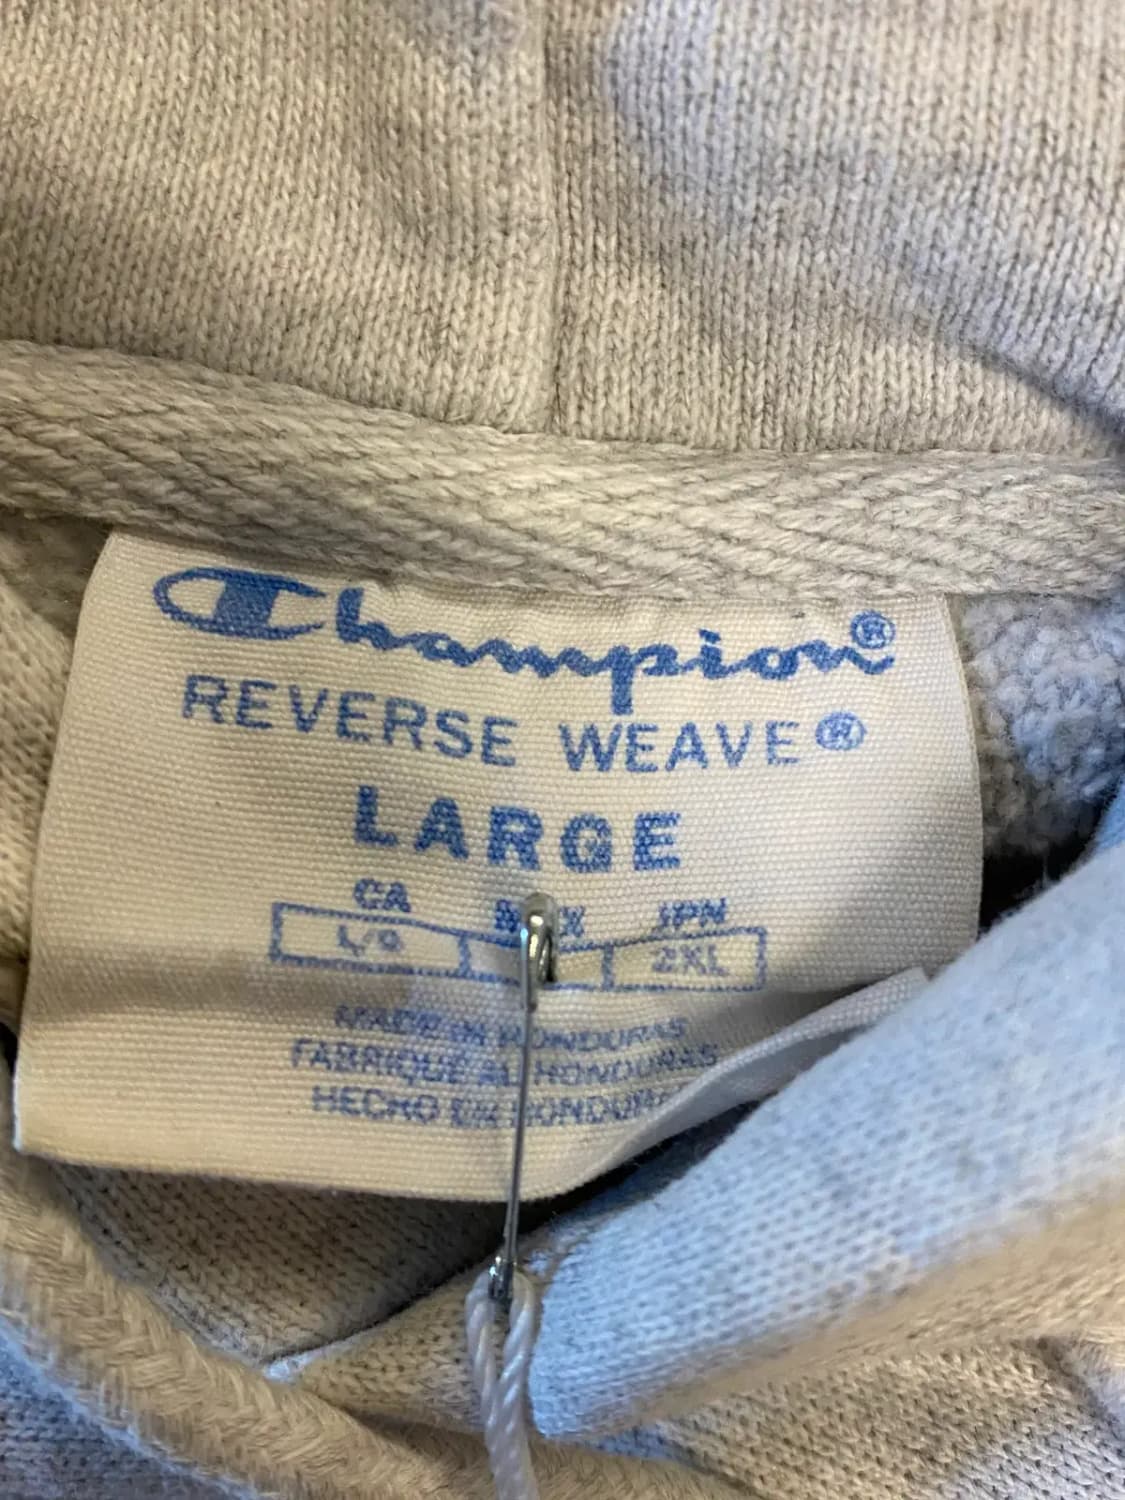 Champion®
REVERSE WEAVE®
LARGE
CA JPN
L/G 2XL
MADE IN HONDURAS
FABRIQUÉ AU HONDURAS
HECHO EN HONDURAS